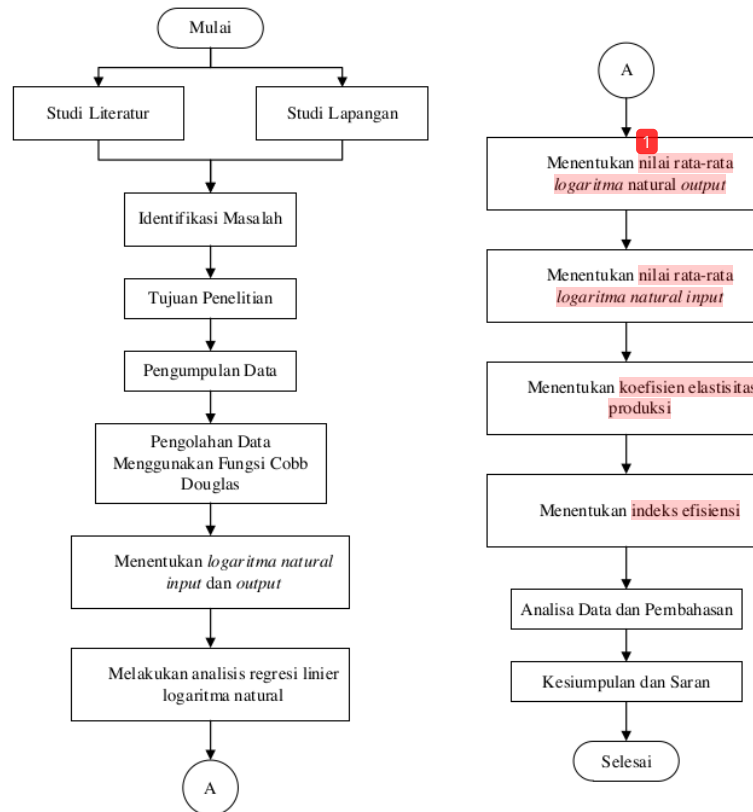 Mulai
Studi Literatur
Studi Lapangan
Identifikasi Masalah
Tujuan Penelitian
Pengumpulan Data
Pengolahan Data
Menggunakan Fungsi Cobb
Douglas
Menentukan logaritma natural
input dan output
Melakukan analisis regresi linier
logaritma natural
A
A
1
Menentukan nilai rata-rata
logaritma natural output
Menentukan nilai rata-rata
logaritma natural input
Menentukan koefisien elastisitas
produksi
Menentukan indeks efisiensi
Analisa Data dan Pembahasan
Kesiumpulan dan Saran
Selesai